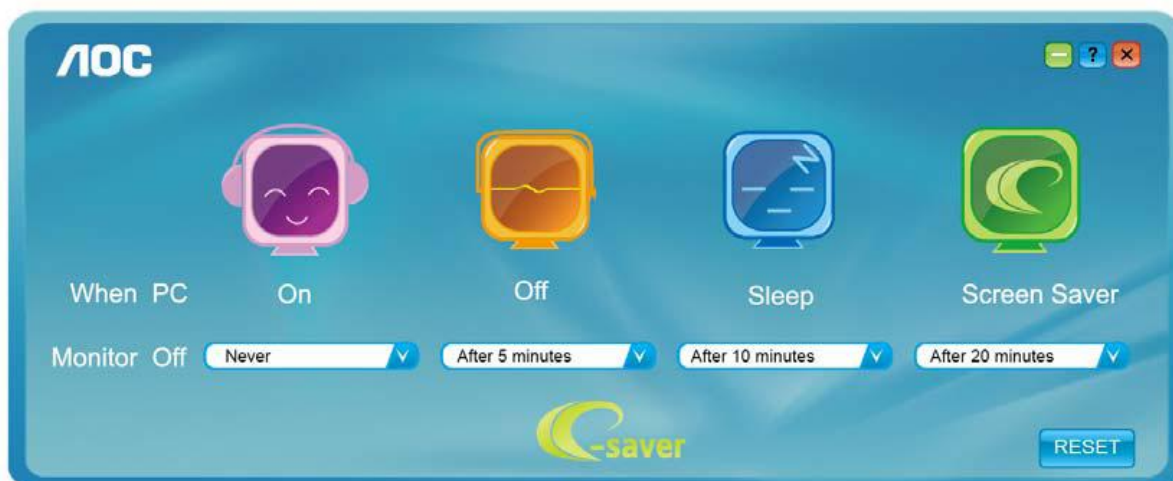 AOC
?
When PC On Off Sleep Screen Saver
Monitor Off Never After 5 minutes After 10 minutes After 20 minutes
e-saver
RESET